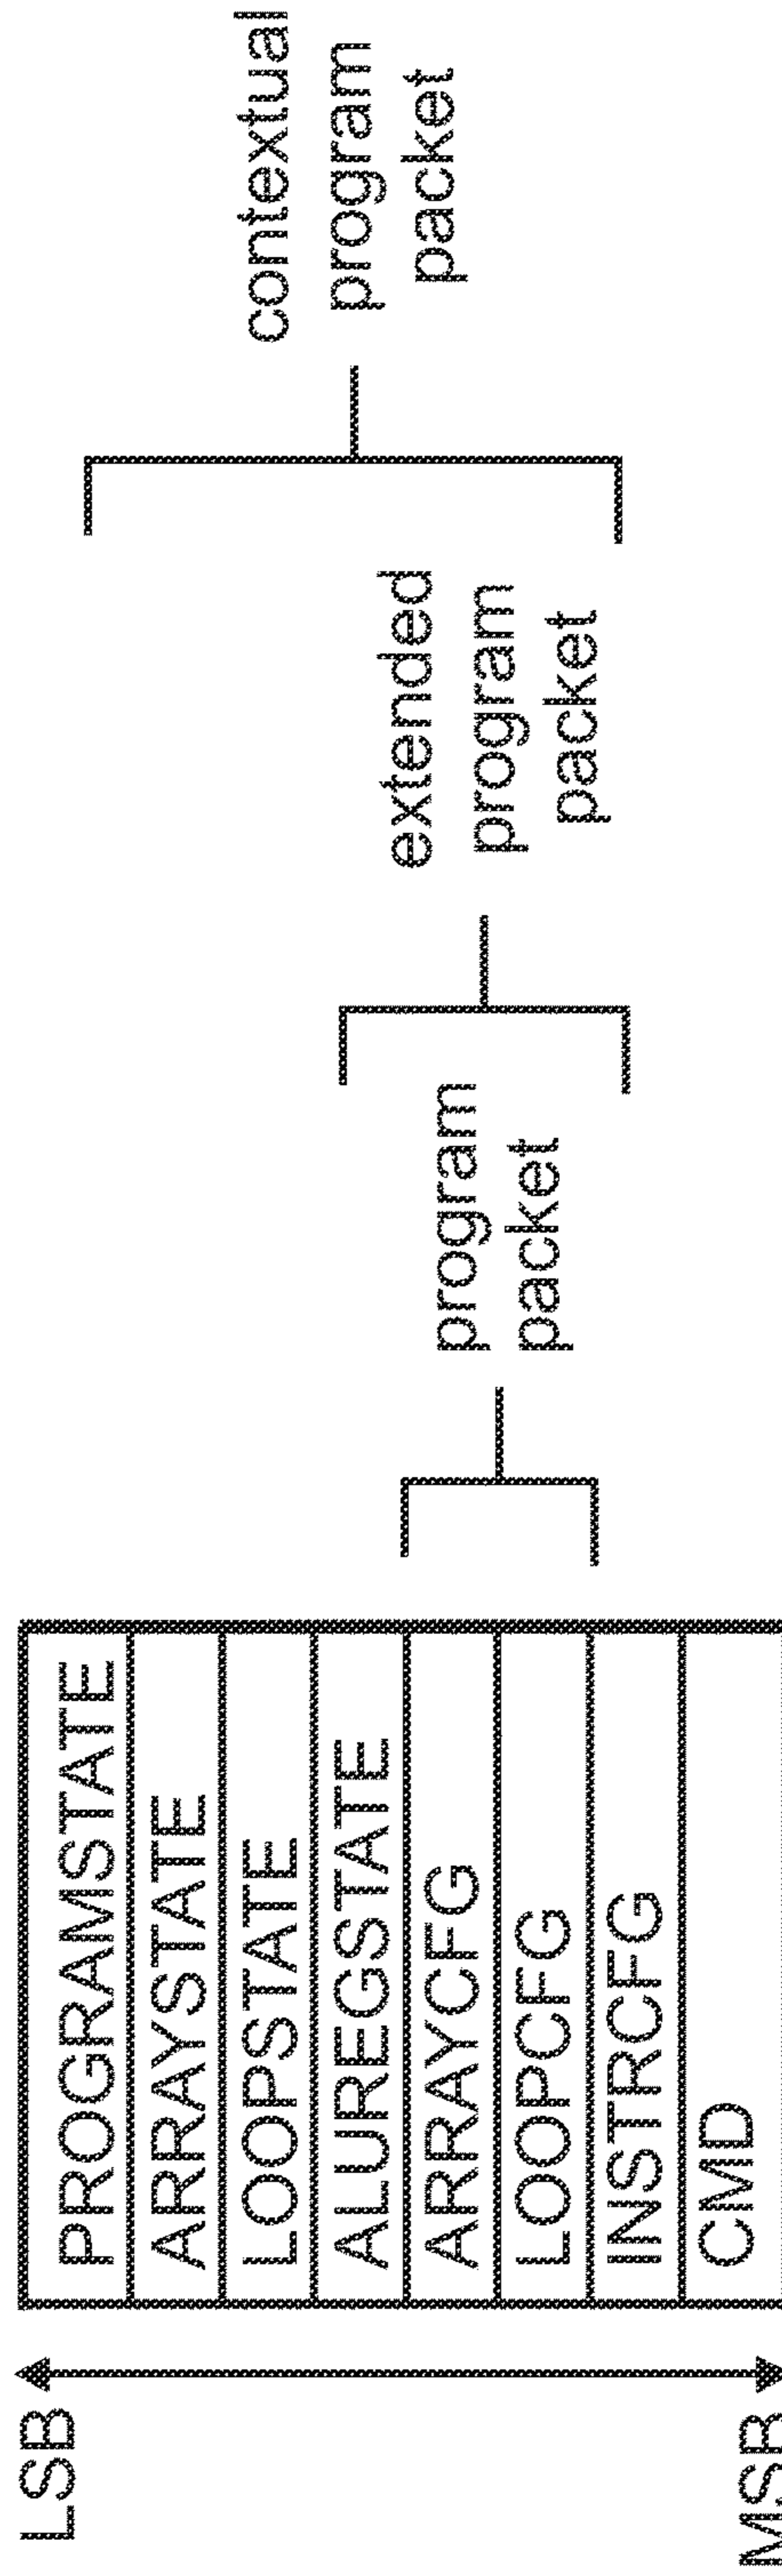 LSB
PROGRAMSTATE
ARRAYSTATE
LOOPSTATE
ALUREGSTATE
ARRAYCFG
LOOPCFG
INSTRCFG
CMD
MSB
program
packet
extended
program
packet
contextual
program
packet